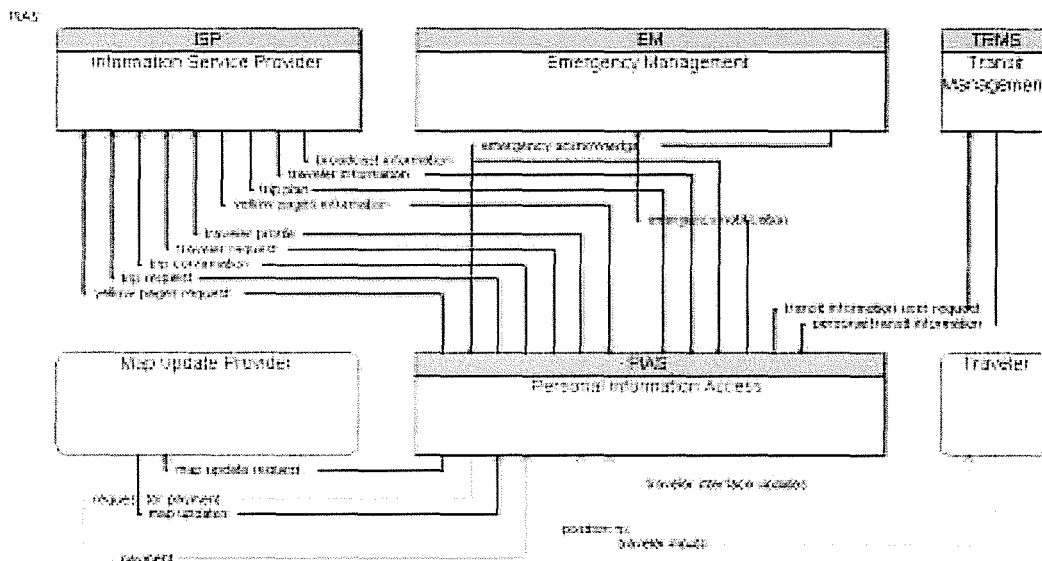 PIAS
ISP
EM
TRMS
Information Service Provider
Emergency Management
Transit
Management
emergency acknowledge
broadcast information
traveler information
trip plan
yellow pages information
emergency notification
traveler profile
traveler request
trip confirmation
trip request
yellow pages request
transit information user request
personal transit information
Map Update Provider
PIAS
Traveler
Personal Information Access
map update request
traveler interface updates
request for payment
map updates
traveler inputs
payment